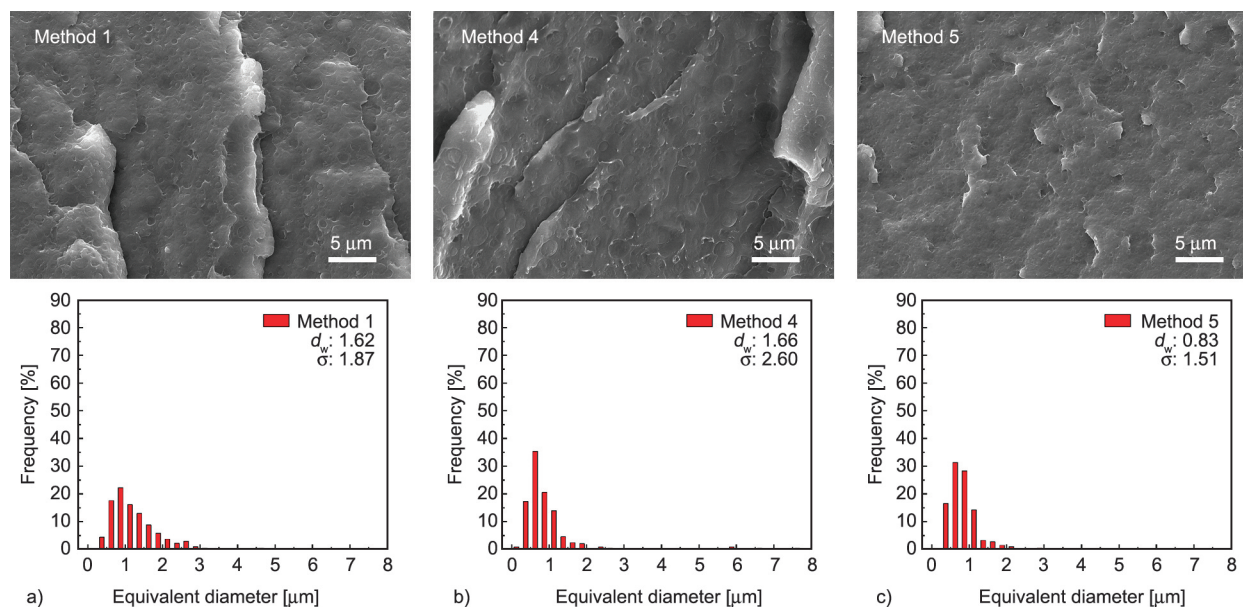 Method 1
5 μm
Method 4
5 μm
Method 5
5 μm
90
80
70
60
50
40
30
20
10
0
Frequency [%]
Method 1
d_w: 1.62
σ: 1.87
0 1 2 3 4 5 6 7 8
a) Equivalent diameter [μm]
90
80
70
60
50
40
30
20
10
0
Frequency [%]
Method 4
d_w: 1.66
σ: 2.60
0 1 2 3 4 5 6 7 8
b) Equivalent diameter [μm]
90
80
70
60
50
40
30
20
10
0
Frequency [%]
Method 5
d_w: 0.83
σ: 1.51
0 1 2 3 4 5 6 7 8
c) Equivalent diameter [μm]